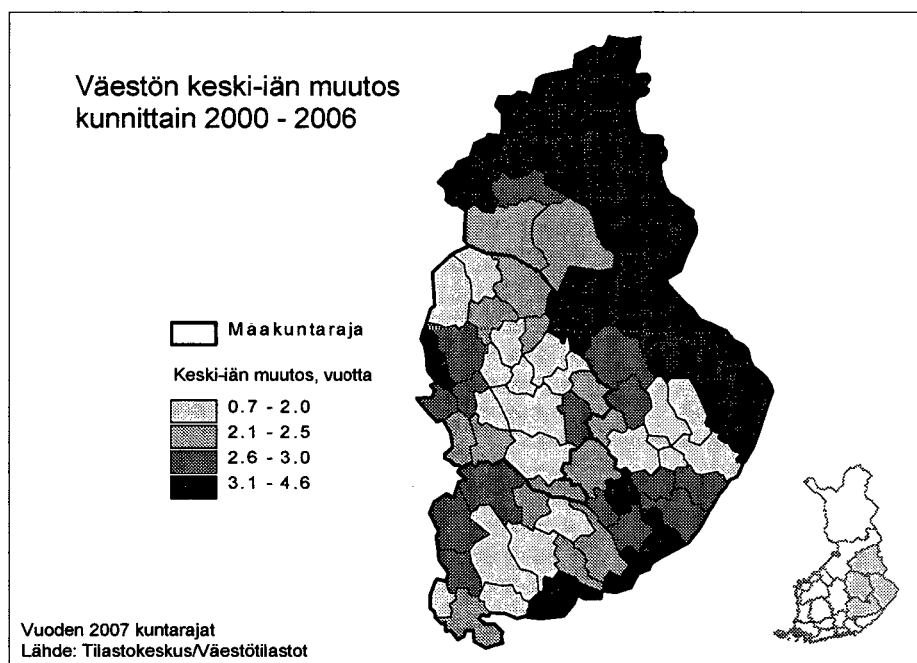 Väestön keski-iän muutos
kunnittain 2000 - 2006
Maakuntaraja
Keski-iän muutos, vuotta
0.7 - 2.0
2.1 - 2.5
2.6 - 3.0
3.1 - 4.6
Vuoden 2007 kuntarajat
Lähde: Tilastokeskus/Väestötilastot